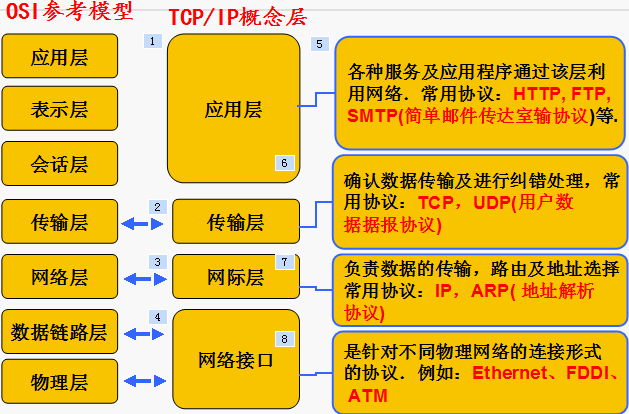 OSI参考模型
TCP/IP概念层
1
5
应用层
表示层
会话层
传输层
网络层
数据链路层
物理层
2
3
4
应用层
6
传输层
网际层
7
网络接口
8
各种服务及应用程序通过该层利
用网络．常用协议：HTTP, FTP,
SMTP(简单邮件传达室输协议)等.
确认数据传输及进行纠错处理，常
用协议：TCP，UDP(用户数
据据报协议)
负责数据的传输，路由及地址选择
常用协议：IP，ARP( 地址解析
协议)
是针对不同物理网络的连接形式
的协议．例如：Ethernet、FDDI、
ATM